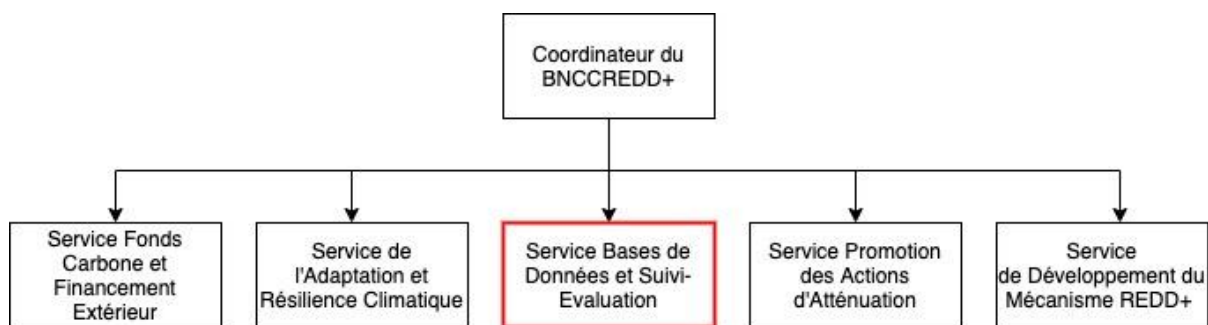 Coordinateur du
BNCCREDD+
Service Fonds
Carbone et
Financement
Extérieur
Service de
l'Adaptation et
Résilience Climatique
Service Bases de
Données et Suivi-
Evaluation
Service Promotion
des Actions
d'Atténuation
Service
de Développement du
Mécanisme REDD+